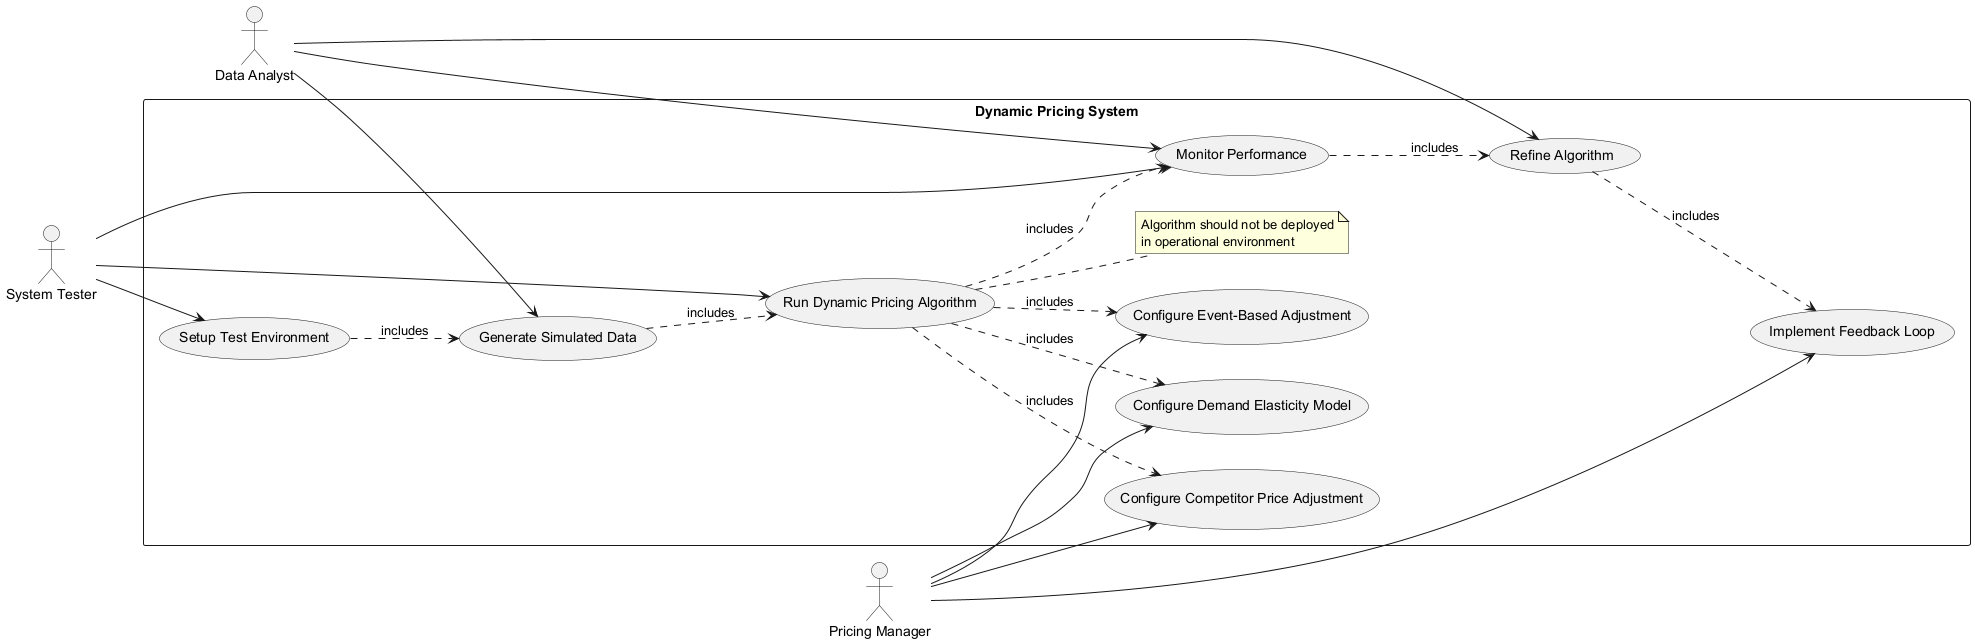 Data Analyst
Dynamic Pricing System
Monitor Performance
includes
Refine Algorithm
includes
includes
Algorithm should not be deployed
in operational environment
System Tester
Run Dynamic Pricing Algorithm
includes
Configure Event-Based Adjustment
includes
Setup Test Environment
includes
Generate Simulated Data
includes
Implement Feedback Loop
includes
Configure Demand Elasticity Model
Configure Competitor Price Adjustment
Pricing Manager